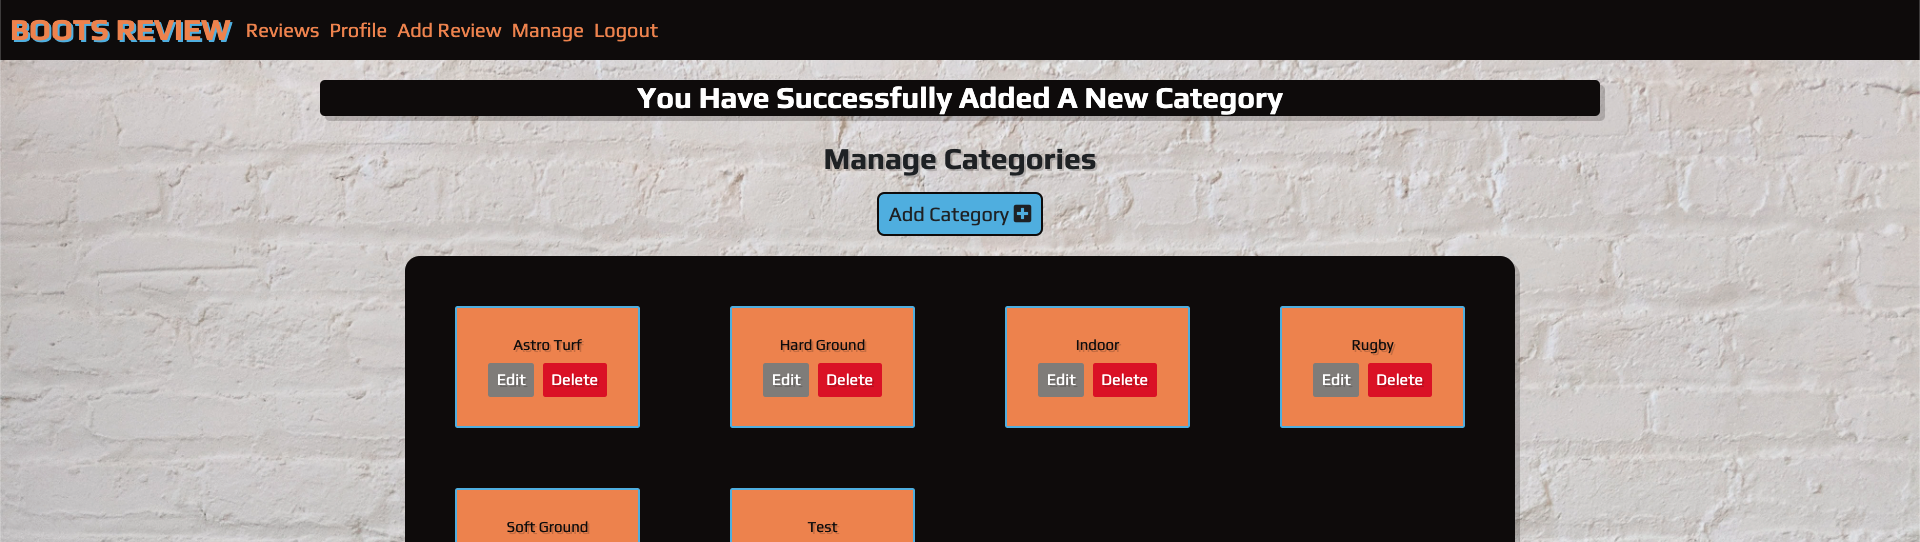 BOOTS REVIEW Reviews Profile Add Review Manage Logout
You Have Successfully Added A New Category
Manage Categories
Add Category
Astro Turf
Edit Delete
Hard Ground
Edit Delete
Indoor
Edit Delete
Rugby
Edit Delete
Soft Ground
Test